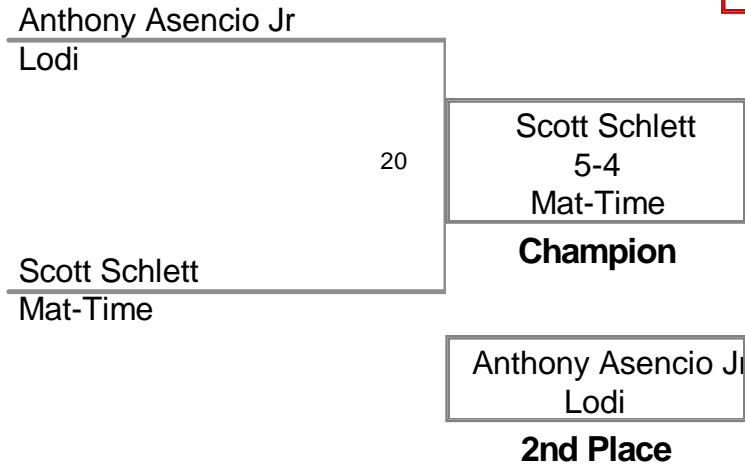 Anthony Asencio Jr
Lodi
20
Scott Schlett
5-4
Mat-Time
Champion
Scott Schlett
Mat-Time
Anthony Asencio Jr
Lodi
2nd Place